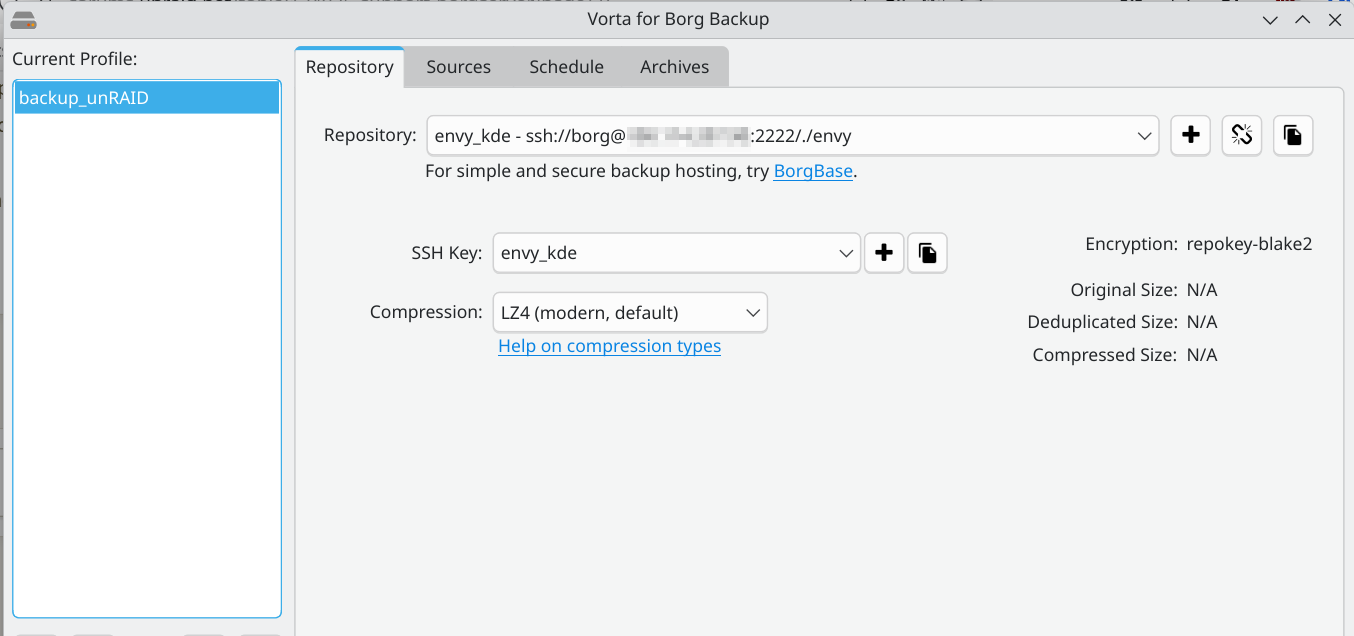 Vorta for Borg Backup
Current Profile:
backup_unRAID
Repository Sources Schedule Archives
Repository: envy_kde - ssh://borg@ :2222/./envy
For simple and secure backup hosting, try BorgBase.
SSH Key: envy_kde
Encryption: repokey-blake2
Original Size: N/A
Compression: LZ4 (modern, default)
Deduplicated Size: N/A
Help on compression types
Compressed Size: N/A